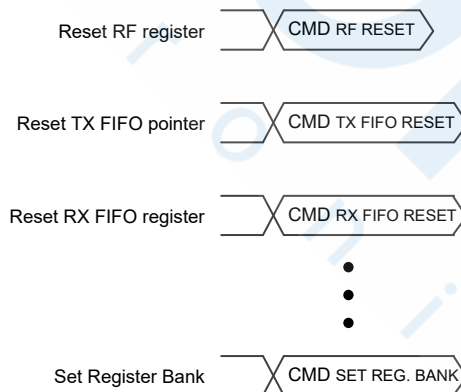 Reset RF register CMD RF RESET
Reset TX FIFO pointer CMD TX FIFO RESET
Reset RX FIFO register CMD RX FIFO RESET
Set Register Bank CMD SET REG. BANK